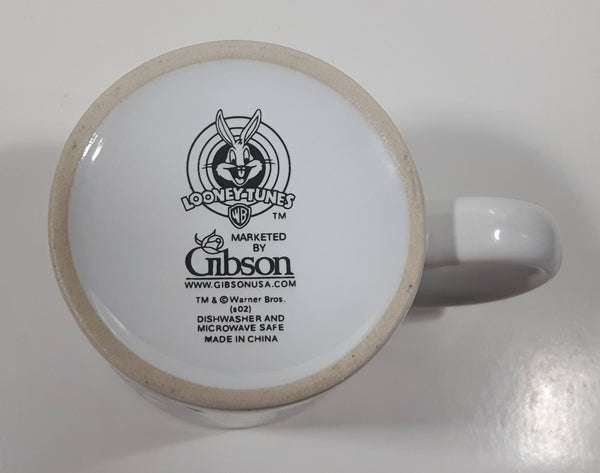 LOONEY TUNES
WB
TM
MARKETED
BY
Gibson
WWW.GIBSONUSA.COM
TM & ©Warner Bros.
(s02)
DISHWASHER AND
MICROWAVE SAFE
MADE IN CHINA